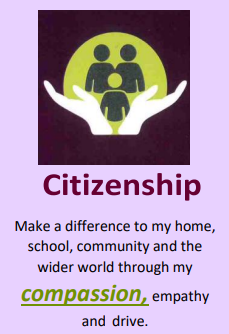 Citizenship
Make a difference to my home,
school, community and the
wider world through my
compassion, empathy
and drive.